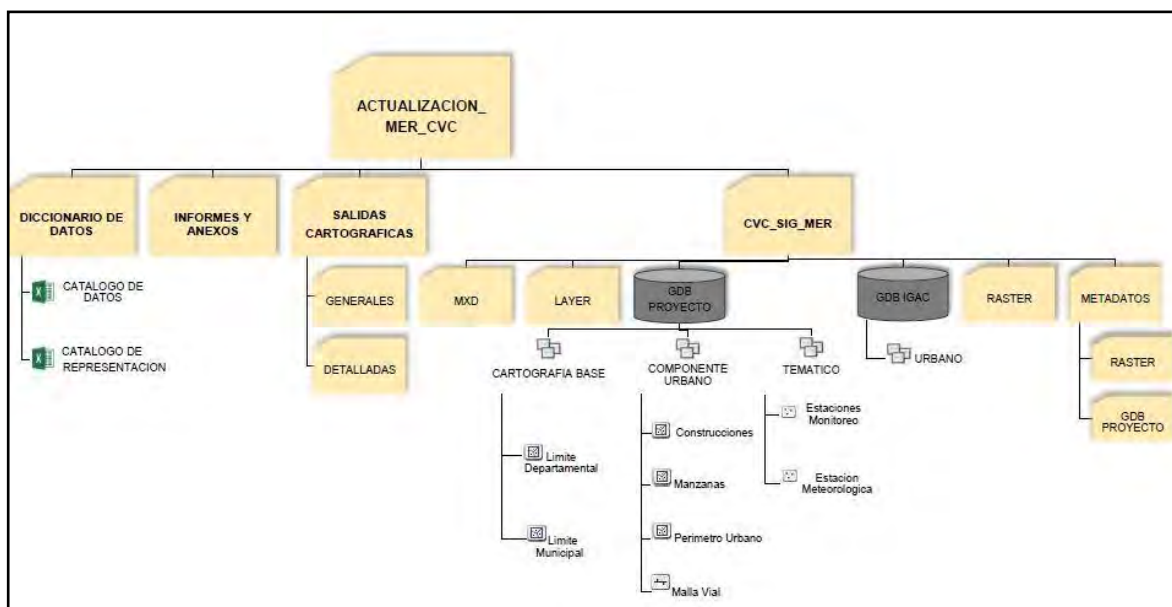 ACTUALIZACION_
MER_CVC
DICCIONARIO DE
DATOS
INFORMES Y
ANEXOS
SALIDAS
CARTOGRAFICAS
CVC_SIG_MER
CATALOGO DE
DATOS
CATALOGO DE
REPRESENTACION
GENERALES
DETALLADAS
MXD
LAYER
GDB
PROYECTO
GDB IGAC
RASTER
METADATOS
CARTOGRAFIA BASE
COMPONENTE
URBANO
TEMATICO
URBANO
RASTER
GDB
PROYECTO
Limite
Departamental
Limite
Municipal
Construcciones
Manzanas
Perimetro Urbano
Malla Vial
Estaciones
Monitoreo
Estacion
Meteorologica